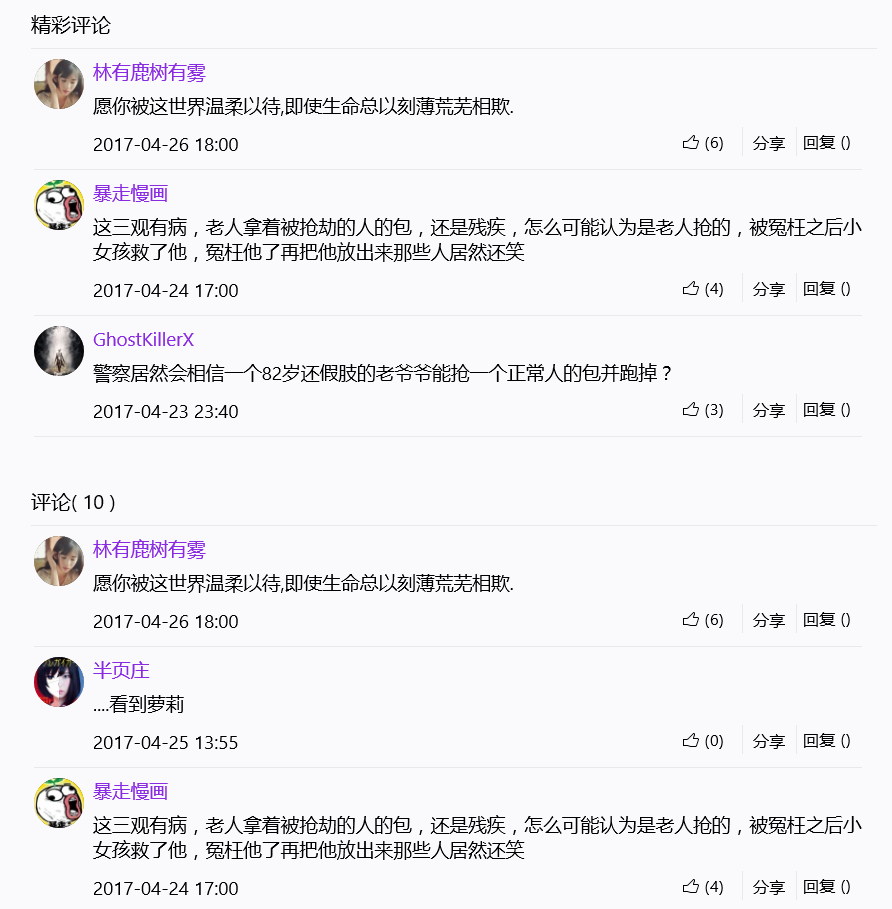 精彩评论
林有鹿树有雾
愿你被这世界温柔以待,即使生命总以刻薄荒芜相欺.
2017-04-26 18:00 (6) 分享 回复 ()
暴走慢画
这三观有病，老人拿着被抢劫的人的包，还是残疾，怎么可能认为是老人抢的，被冤枉之后小
女孩救了他，冤枉他了再把他放出来那些人居然还笑
2017-04-24 17:00 (4) 分享 回复 ()
GhostKillerX
警察居然会相信一个82岁还假肢的老爷爷能抢一个正常人的包并跑掉？
2017-04-23 23:40 (3) 分享 回复 ()
评论( 10 )
林有鹿树有雾
愿你被这世界温柔以待,即使生命总以刻薄荒芜相欺.
2017-04-26 18:00 (6) 分享 回复 ()
半页庄
....看到萝莉
2017-04-25 13:55 (0) 分享 回复 ()
暴走慢画
这三观有病，老人拿着被抢劫的人的包，还是残疾，怎么可能认为是老人抢的，被冤枉之后小
女孩救了他，冤枉他了再把他放出来那些人居然还笑
2017-04-24 17:00 (4) 分享 回复 ()